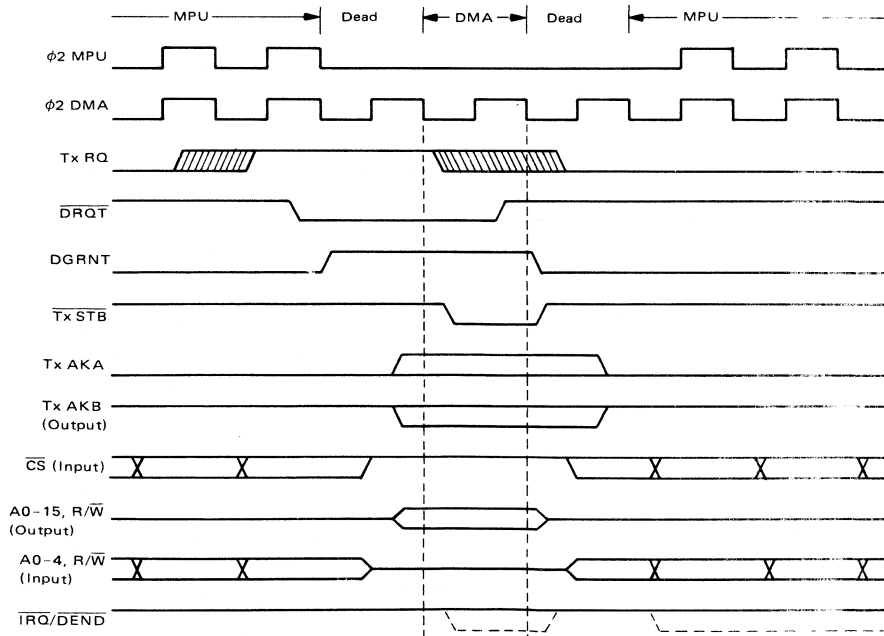 MPU Dead DMA Dead MPU
ϕ2 MPU
ϕ2 DMA
Tx RQ
DRQT
DGRNT
Tx STB
Tx AKA
Tx AKB
(Output)
CS (Input)
A0-15, R/W
(Output)
A0-4, R/W
(Input)
IRQ/DEND